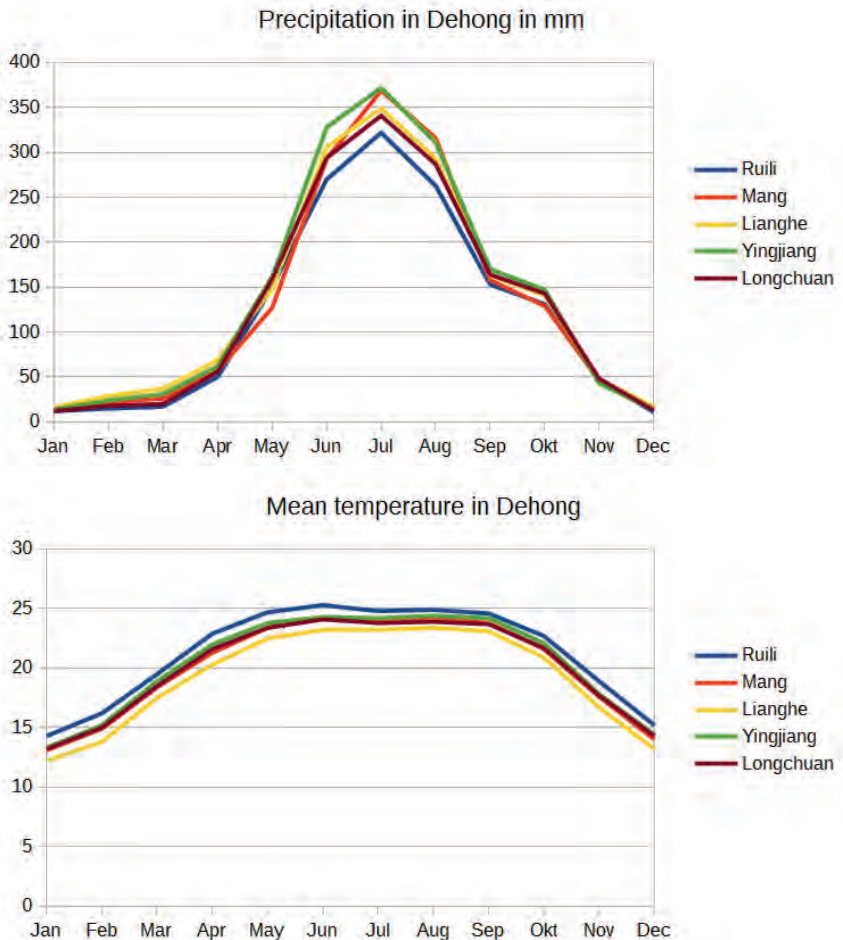 Precipitation in Dehong in mm
400
350
300
250
200
150
100
50
0
Jan Feb Mar Apr May Jun Jul Aug Sep Okt Nov Dec
Ruili
Mang
Lianghe
Yingjiang
Longchuan
Mean temperature in Dehong
30
25
20
15
10
5
0
Jan Feb Mar Apr May Jun Jul Aug Sep Okt Nov Dec
Ruili
Mang
Lianghe
Yingjiang
Longchuan